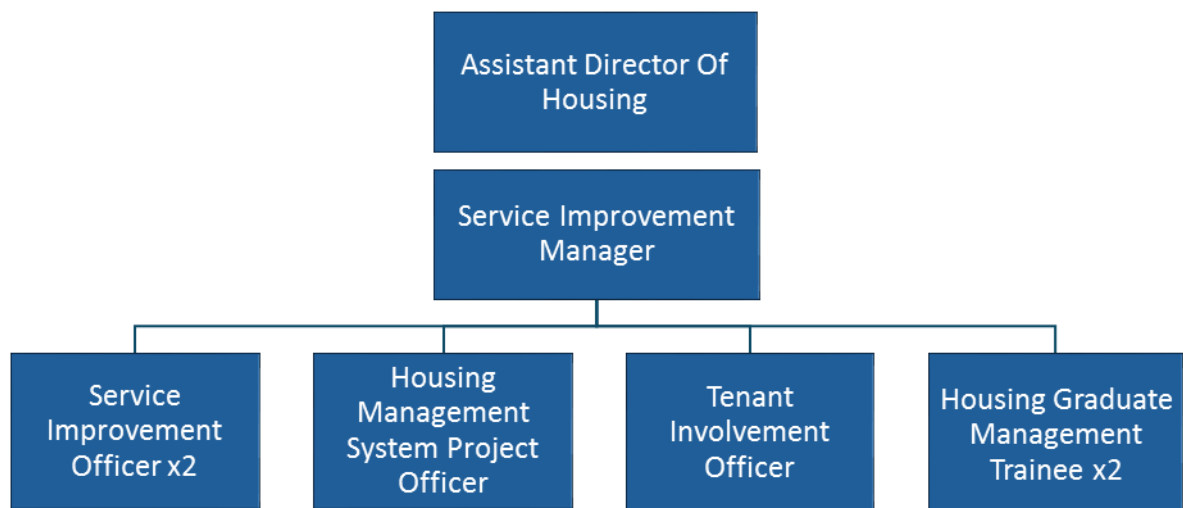 Assistant Director Of
Housing
Service Improvement
Manager
Service
Improvement
Officer x2
Housing
Management
System Project
Officer
Tenant
Involvement
Officer
Housing Graduate
Management
Trainee x2